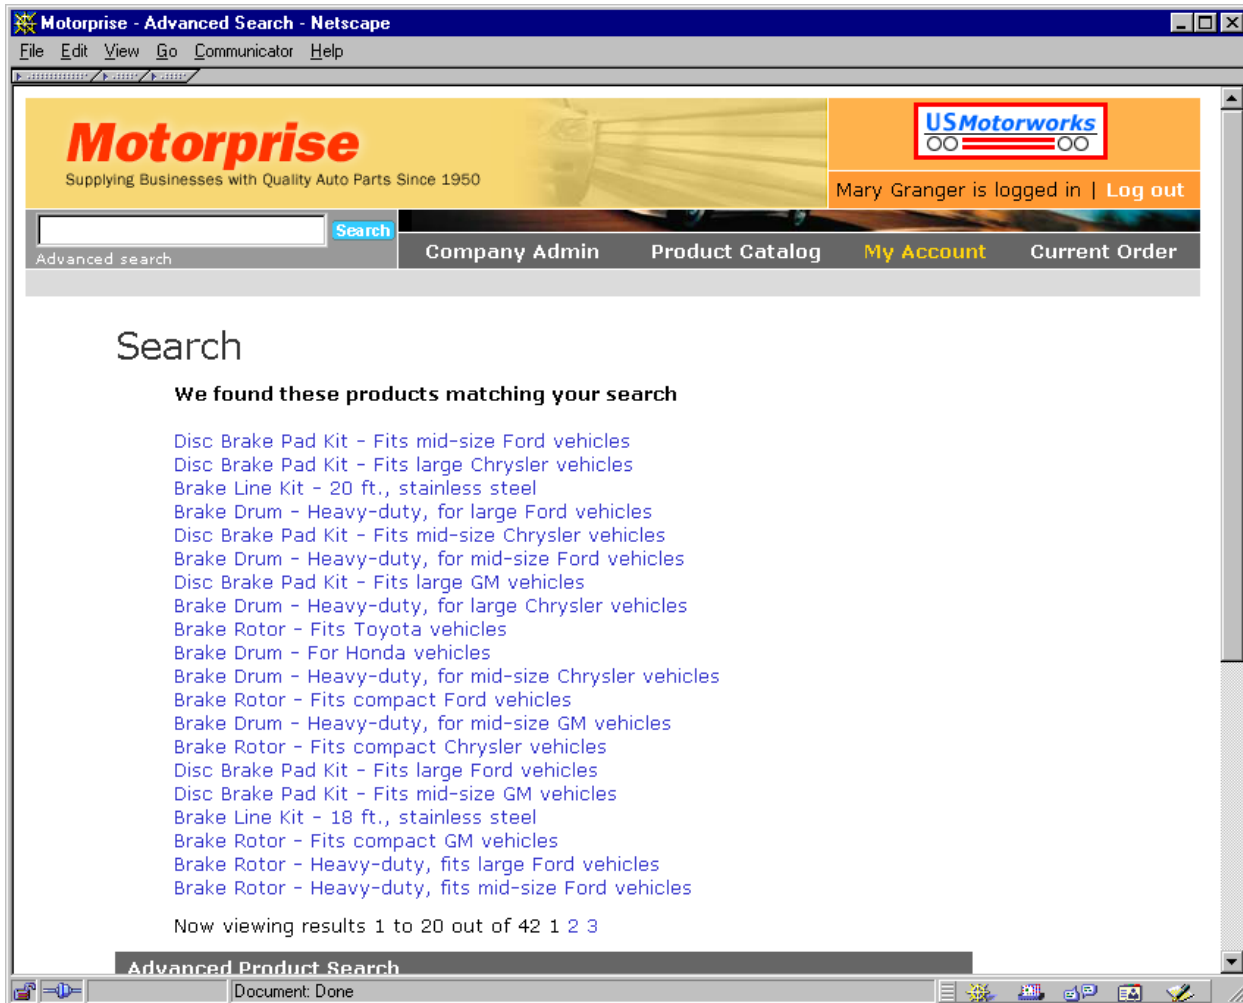 Motorprise - Advanced Search - Netscape
File Edit View Go Communicator Help
Motorprise
Supplying Businesses with Quality Auto Parts Since 1950
USMotorworks
Mary Granger is logged in | Log out
Search
Advanced search
Company Admin Product Catalog My Account Current Order
Search
We found these products matching your search
Disc Brake Pad Kit - Fits mid-size Ford vehicles
Disc Brake Pad Kit - Fits large Chrysler vehicles
Brake Line Kit - 20 ft., stainless steel
Brake Drum - Heavy-duty, for large Ford vehicles
Disc Brake Pad Kit - Fits mid-size Chrysler vehicles
Brake Drum - Heavy-duty, for mid-size Ford vehicles
Disc Brake Pad Kit - Fits large GM vehicles
Brake Drum - Heavy-duty, for large Chrysler vehicles
Brake Rotor - Fits Toyota vehicles
Brake Drum - For Honda vehicles
Brake Drum - Heavy-duty, for mid-size Chrysler vehicles
Brake Rotor - Fits compact Ford vehicles
Brake Drum - Heavy-duty, for mid-size GM vehicles
Brake Rotor - Fits compact Chrysler vehicles
Disc Brake Pad Kit - Fits large Ford vehicles
Disc Brake Pad Kit - Fits mid-size GM vehicles
Brake Line Kit - 18 ft., stainless steel
Brake Rotor - Fits compact GM vehicles
Brake Rotor - Heavy-duty, fits large Ford vehicles
Brake Rotor - Heavy-duty, fits mid-size Ford vehicles
Now viewing results 1 to 20 out of 42 1 2 3
Advanced Product Search
Document: Done